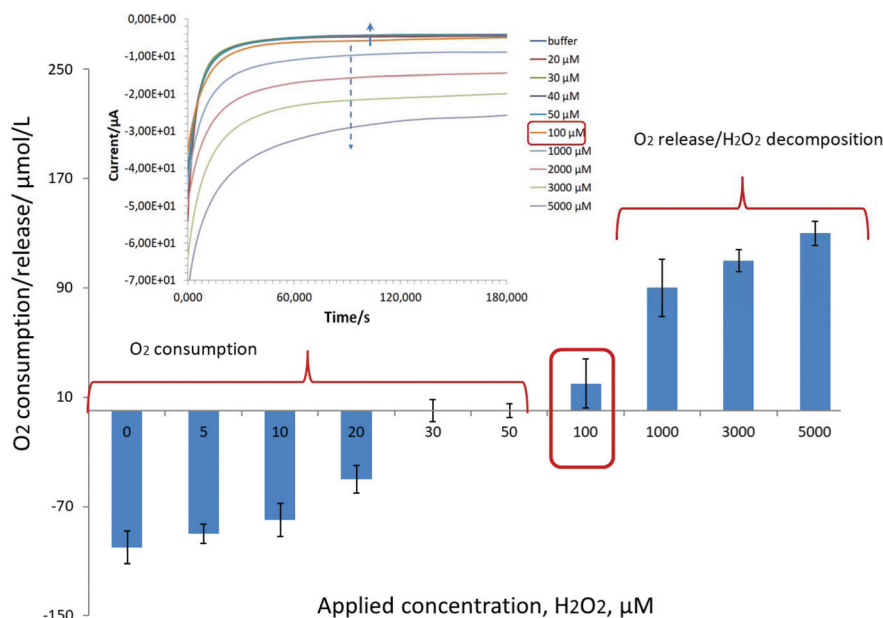 O2 consumption/release/ µmol/L
250
170
90
10
-70
-150
Current/µA
0,00E+00
-1,00E+01
-2,00E+01
-3,00E+01
-4,00E+01
-5,00E+01
-6,00E+01
-7,00E+01
0,000
60,000
120,000
180,000
Time/s
buffer
20 µM
30 µM
40 µM
50 µM
100 µM
1000 µM
2000 µM
3000 µM
5000 µM
O2 release/H2O2 decomposition
O2 consumption
0
5
10
20
30
50
100
1000
3000
5000
Applied concentration, H2O2, µM